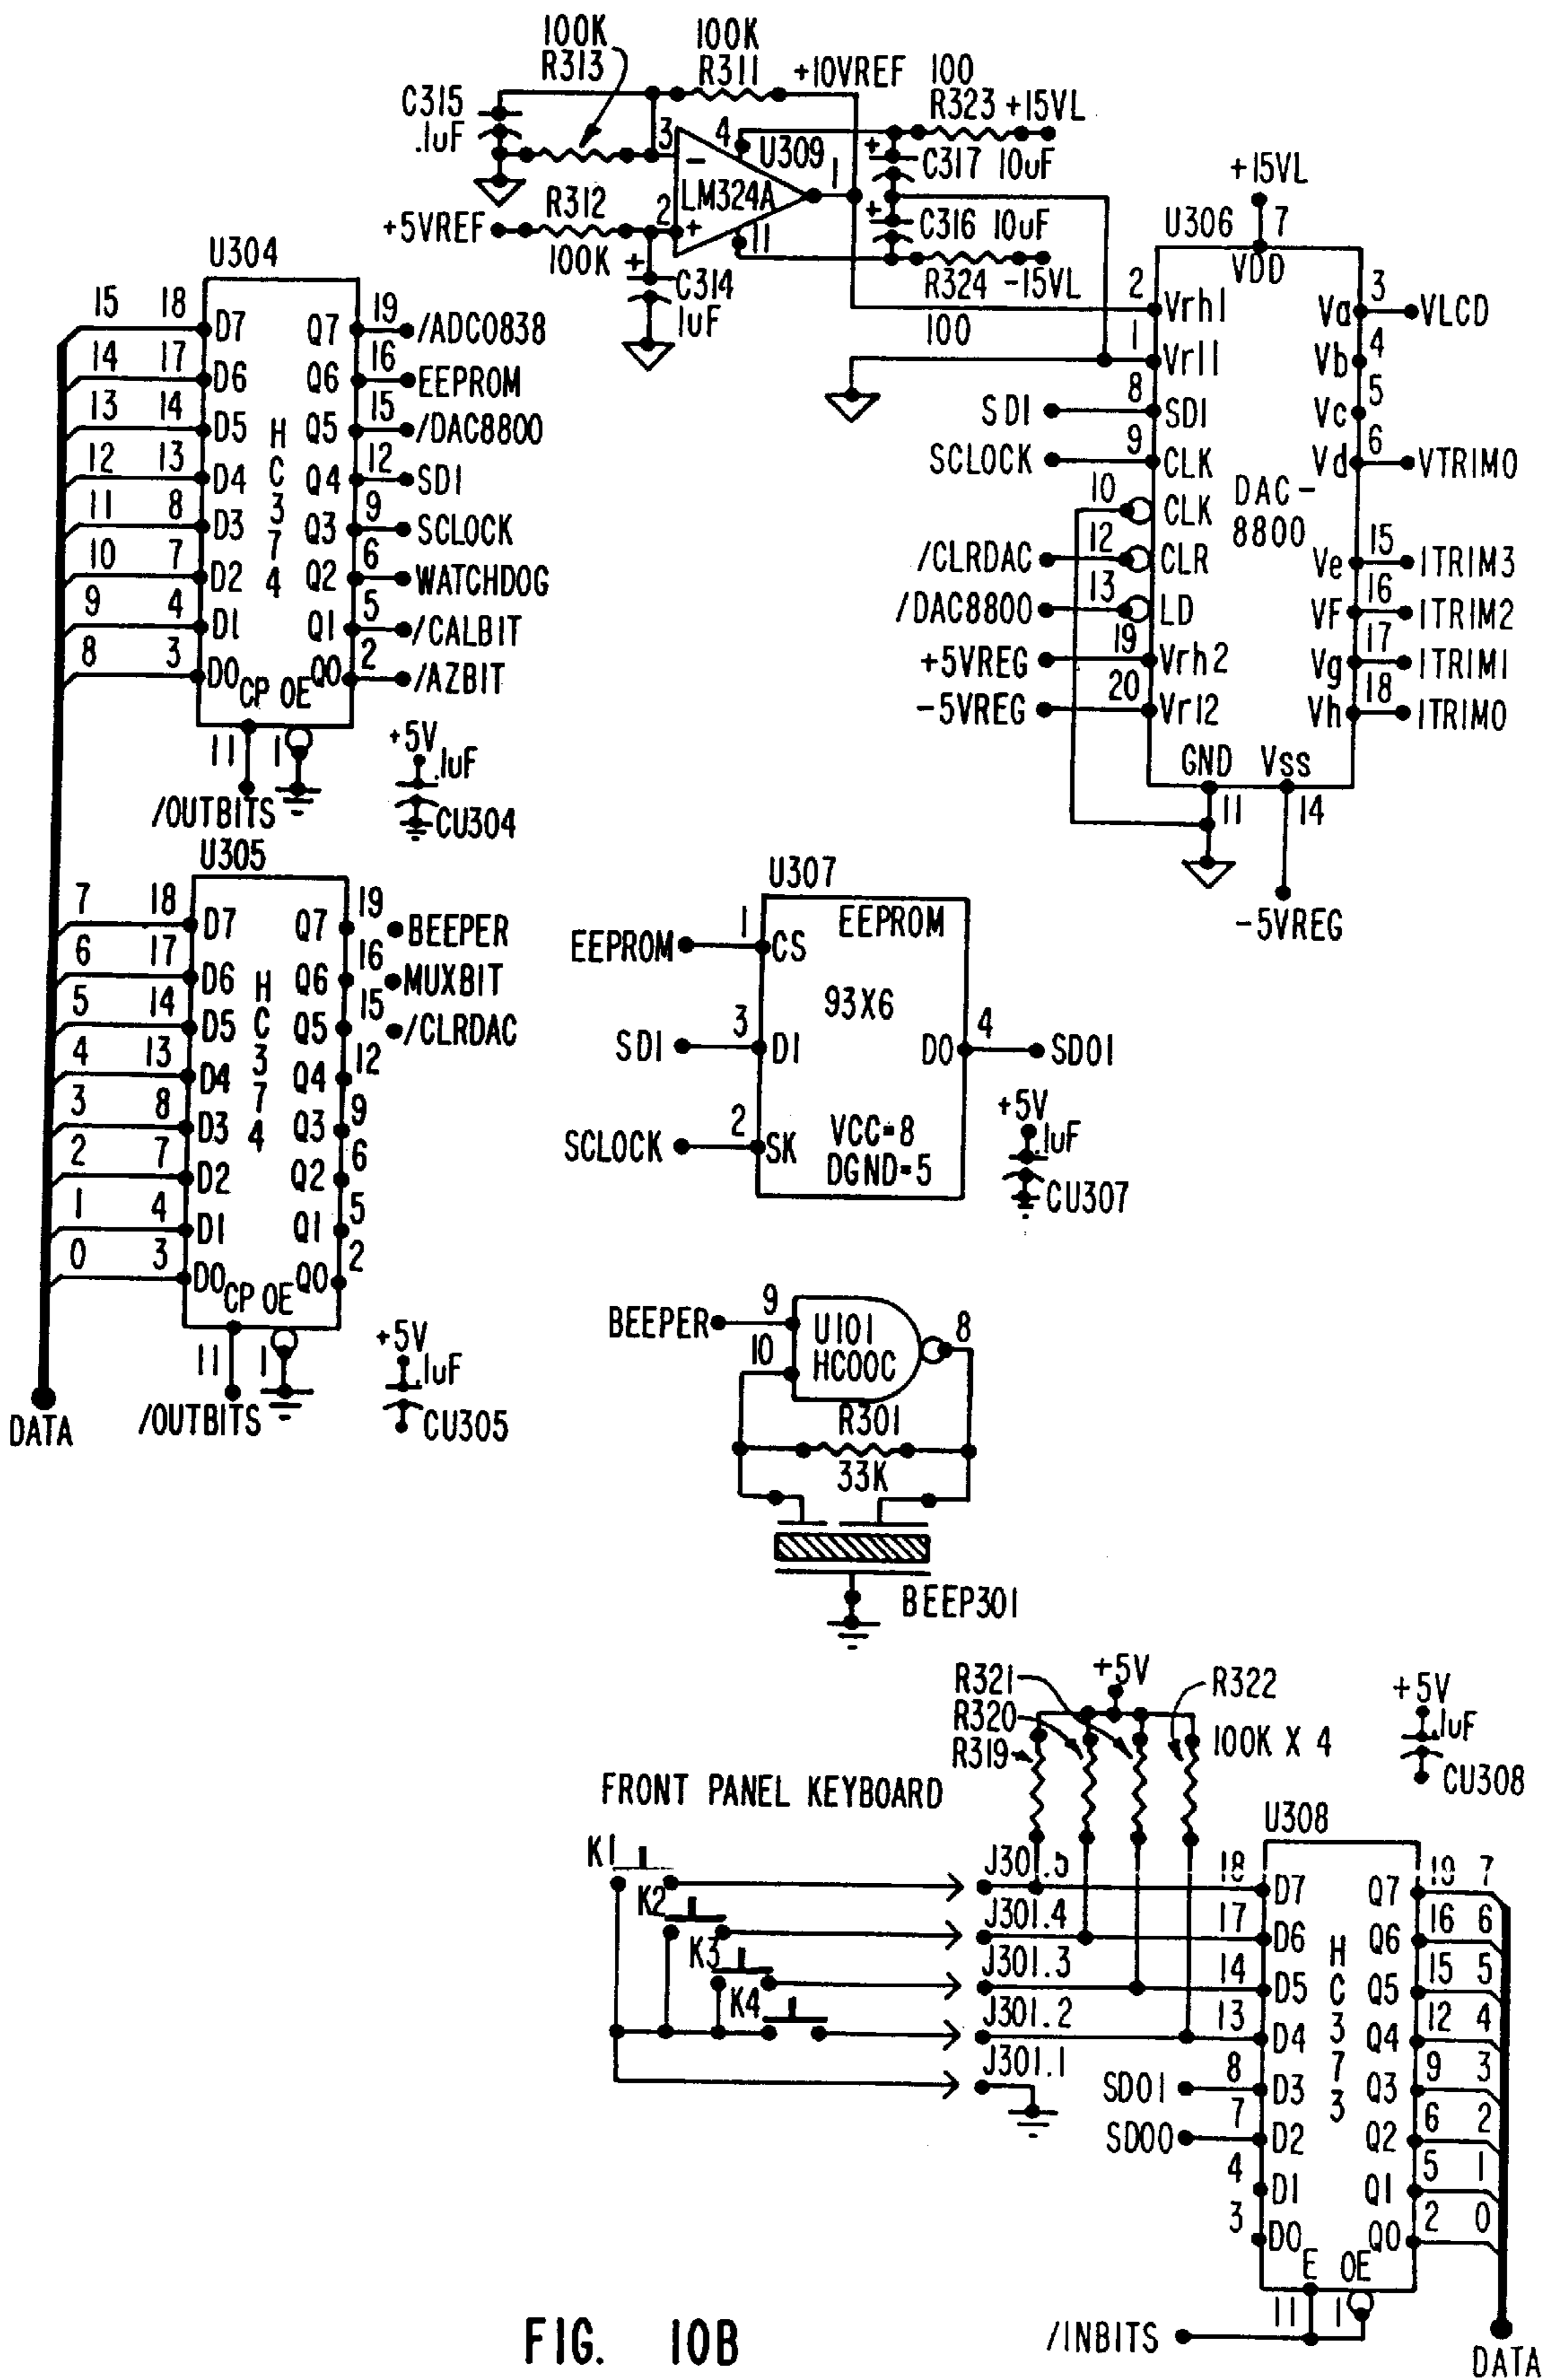 100K
R313
100K
R311
+10VREF
100
R323 +15VL
C315
.1uF
3
4
U309
-
LM324A
1
+
C317 10uF
+5VREF
R312
100K
2
+
11
+
C314
1uF
+
C316 10uF
R324 -15VL
100
+15VL
U306
7
VDD
2
Vrh1
Va
3
VLCD
1
Vrl1
Vb
4
SDI
8
SDI
Vc
5
SCLOCK
9
CLK
Vd
6
VTRIM0
10
CLK
DAC-
8800
/CLRDAC
12
CLR
Ve
15
ITRIM3
/DAC8800
13
LD
VF
16
ITRIM2
+5VREG
19
Vrh2
Vg
17
ITRIM1
-5VREG
20
Vrl2
Vh
18
ITRIM0
GND
Vss
11
14
-5VREG
U304
15 18 D7 Q7 19 /ADC0838
14 17 D6 Q6 16 EEPROM
13 14 D5 Q5 15 /DAC8800
12 13 D4 Q4 12 SDI
11 8 D3 Q3 9 SCLOCK
10 7 D2 Q2 6 WATCHDOG
9 4 D1 Q1 5 /CALBIT
8 3 D0 Q0 2 /AZBIT
HC374
CP OE
11 1
/OUTBITS
+5V
.1uF
CU304
U305
7 18 D7 Q7 19 BEEPER
6 17 D6 Q6 16 MUXBIT
5 14 D5 Q5 15 /CLRDAC
4 13 D4 Q4 12
3 8 D3 Q3 9
2 7 D2 Q2 6
1 4 D1 Q1 5
0 3 D0 Q0 2
HC374
CP OE
11 1
DATA
/OUTBITS
+5V
.1uF
CU305
U307
EEPROM
EEPROM 1 CS
93X6
SDI 3 DI
DO 4 SDO1
SCLOCK 2 SK
VCC=8
DGND=5
+5V
.1uF
CU307
BEEPER
9
10
U101
HC00C
8
R301
33K
BEEP301
R321
R320
R319
+5V
R322
100K X 4
+5V
.1uF
CU308
FRONT PANEL KEYBOARD
U308
K1
K2
K3
K4
J301.5 18 D7 Q7 19 7
J301.4 17 D6 Q6 16 6
J301.3 14 D5 Q5 15 5
J301.2 13 D4 Q4 12 4
J301.1
SDO1 8 D3 Q3 9 3
SDO0 7 D2 Q2 6 2
4 D1 Q1 5 1
3 D0 Q0 2 0
HC373
E OE
11 1
/INBITS
DATA
FIG. 10B